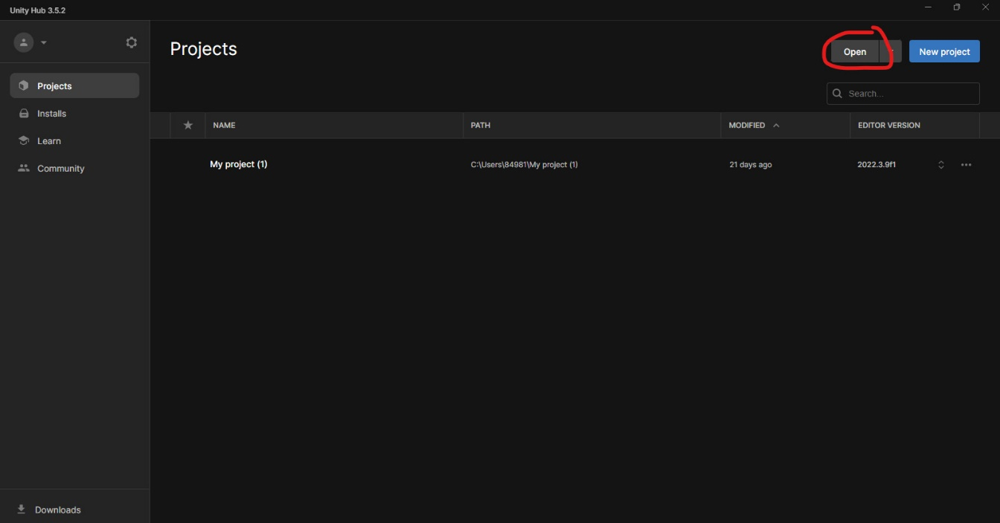 Unity Hub 3.5.2
Projects
Open
New project
Projects
Search...
Installs
NAME
PATH
MODIFIED
EDITOR VERSION
Learn
My project (1)
C:\Users\84981\My project (1)
21 days ago
2022.3.9f1
Community
Downloads